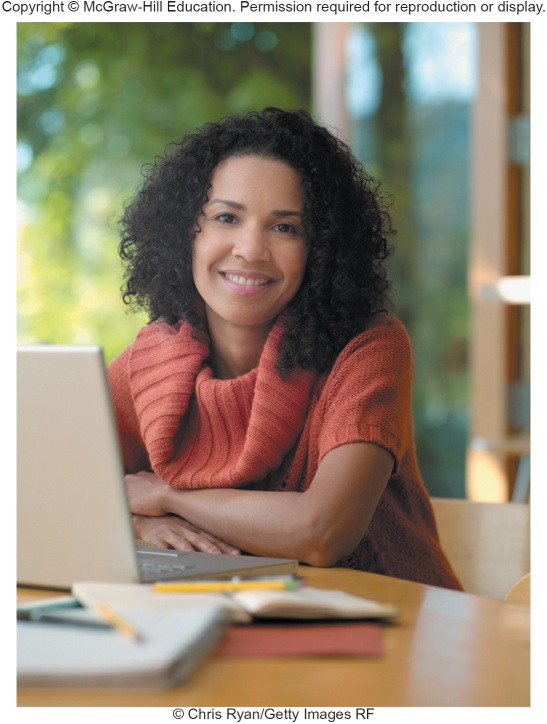 Copyright © McGraw-Hill Education. Permission required for reproduction or display.
© Chris Ryan/Getty Images RF